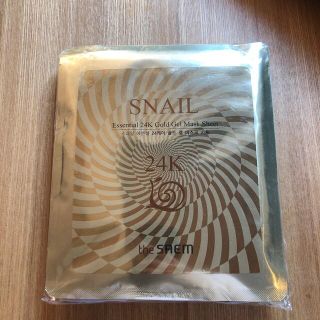 SNAIL
Essential 24K Gold Gel Mask Sheet
24K
the SAEM